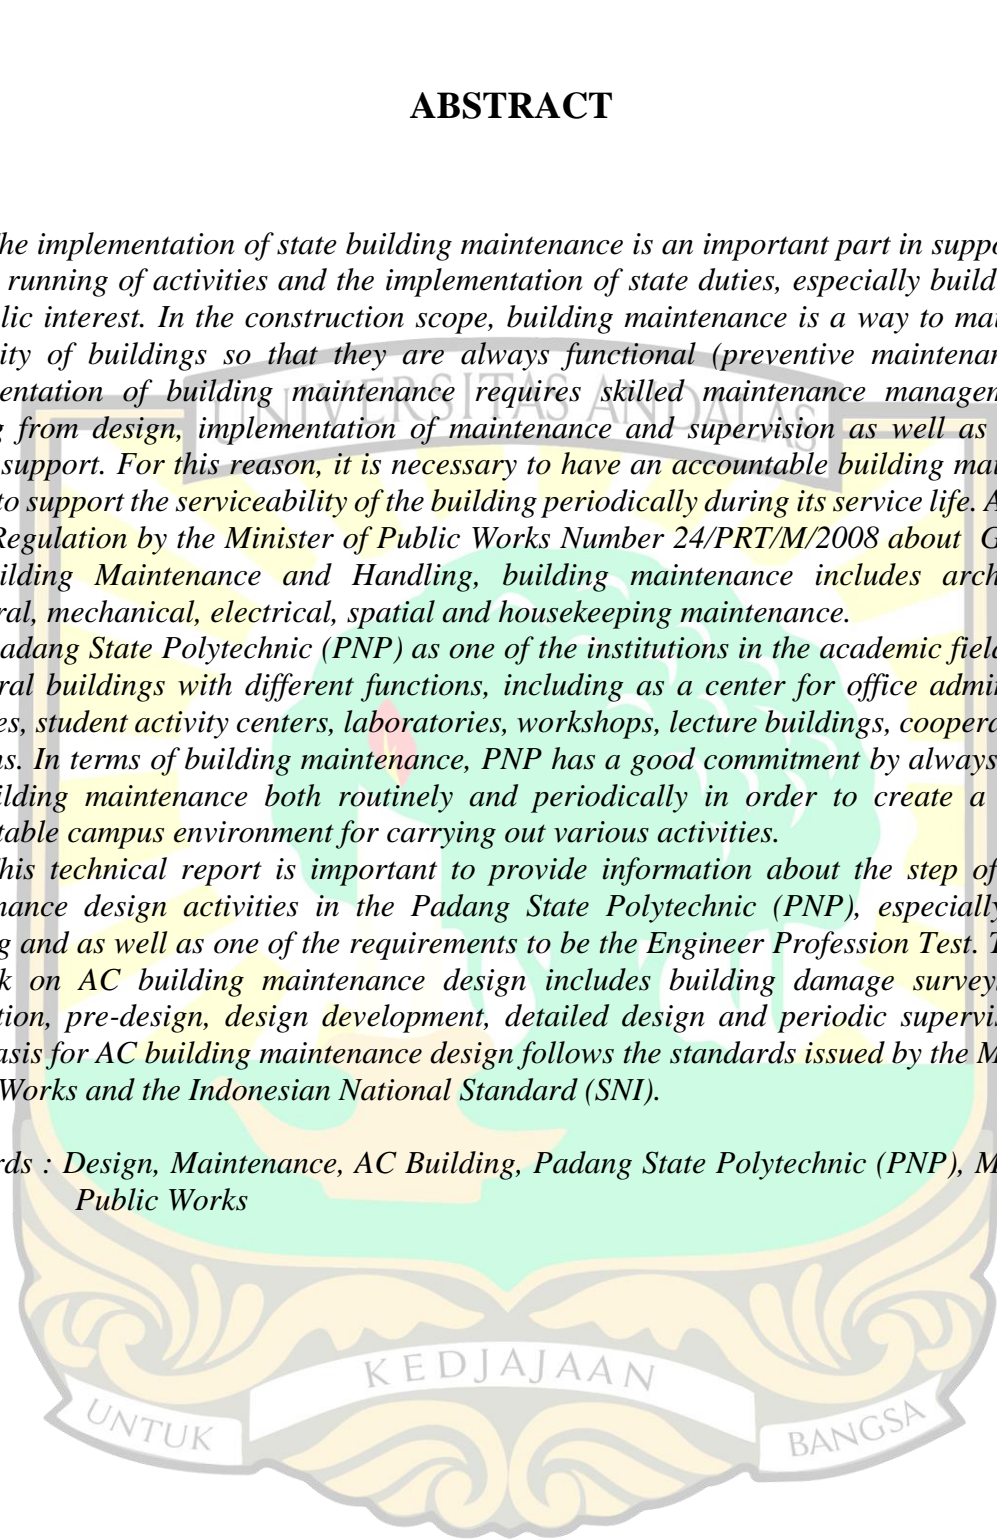 ABSTRACT
he implementation of state building maintenance is an important part in suppo
running of activities and the implementation of state duties, especially build
lic interest. In the construction scope, building maintenance is a way to mai
ity of buildings so that they are always functional (preventive maintenan
entation of building maintenance requires skilled maintenance managem
g from design, implementation of maintenance and supervision as well as
support. For this reason, it is necessary to have an accountable building mai
to support the serviceability of the building periodically during its service life. A
Regulation by the Minister of Public Works Number 24/PRT/M/2008 about G
ilding Maintenance and Handling, building maintenance includes arch
ral, mechanical, electrical, spatial and housekeeping maintenance.
adang State Polytechnic (PNP) as one of the institutions in the academic field
ral buildings with different functions, including as a center for office admin
es, student activity centers, laboratories, workshops, lecture buildings, coopera
ns. In terms of building maintenance, PNP has a good commitment by always
ilding maintenance both routinely and periodically in order to create a
table campus environment for carrying out various activities.
his technical report is important to provide information about the step of
nance design activities in the Padang State Polytechnic (PNP), especially
g and as well as one of the requirements to be the Engineer Profession Test. T
k on AC building maintenance design includes building damage survey
tion, pre-design, design development, detailed design and periodic supervis
asis for AC building maintenance design follows the standards issued by the M
Works and the Indonesian National Standard (SNI).
rds : Design, Maintenance, AC Building, Padang State Polytechnic (PNP), M
Public Works
UNIVERSITAS ANDALAS
KEDJAJAAN
UNTUK
BANGSA